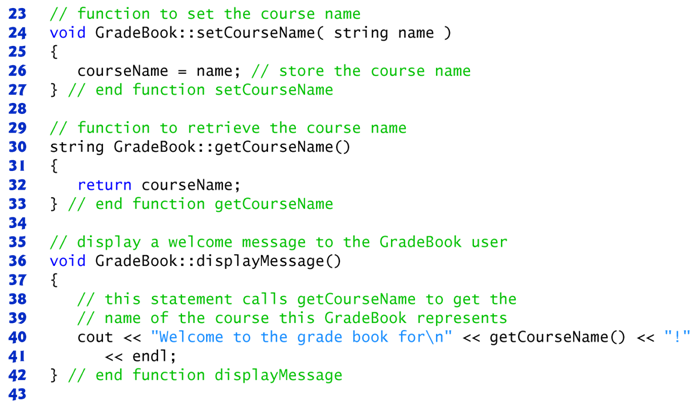 23 // function to set the course name
24 void GradeBook::setCourseName( string name )
25 {
26    courseName = name; // store the course name
27 } // end function setCourseName
28
29 // function to retrieve the course name
30 string GradeBook::getCourseName()
31 {
32    return courseName;
33 } // end function getCourseName
34
35 // display a welcome message to the GradeBook user
36 void GradeBook::displayMessage()
37 {
38    // this statement calls getCourseName to get the
39    // name of the course this GradeBook represents
40    cout << "Welcome to the grade book for\n" << getCourseName() << "!"
41       << endl;
42 } // end function displayMessage
43